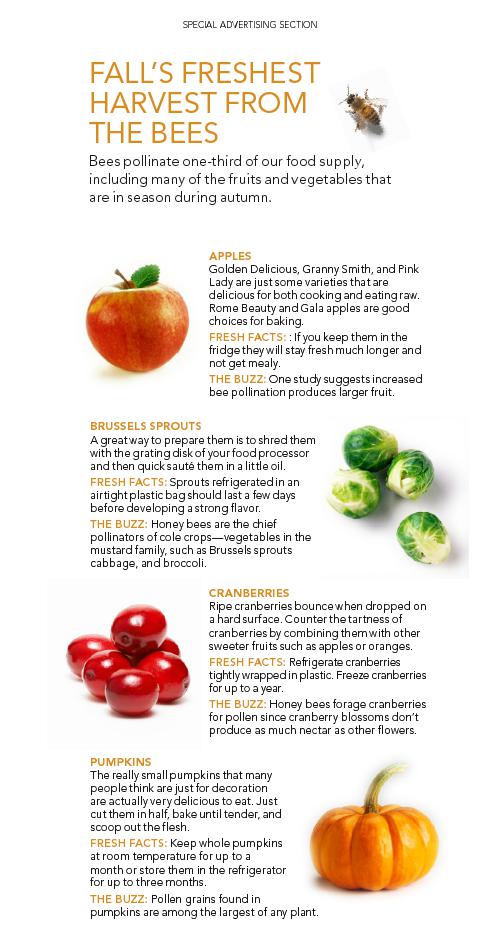 SPECIAL ADVERTISING SECTION
FALL'S FRESHEST
HARVEST FROM
THE BEES
Bees pollinate one-third of our food supply,
including many of the fruits and vegetables that
are in season during autumn.
APPLES
Golden Delicious, Granny Smith, and Pink
Lady are just some varieties that are
delicious for both cooking and eating raw.
Rome Beauty and Gala apples are good
choices for baking.
FRESH FACTS: : If you keep them in the
fridge they will stay fresh much longer and
not get mealy.
THE BUZZ: One study suggests increased
bee pollination produces larger fruit.
BRUSSELS SPROUTS
A great way to prepare them is to shred them
with the grating disk of your food processor
and then quick sauté them in a little oil.
FRESH FACTS: Sprouts refrigerated in an
airtight plastic bag should last a few days
before developing a strong flavor.
THE BUZZ: Honey bees are the chief
pollinators of cole crops—vegetables in the
mustard family, such as Brussels sprouts
cabbage, and broccoli.
CRANBERRIES
Ripe cranberries bounce when dropped on
a hard surface. Counter the tartness of
cranberries by combining them with other
sweeter fruits such as apples or oranges.
FRESH FACTS: Refrigerate cranberries
tightly wrapped in plastic. Freeze cranberries
for up to a year.
THE BUZZ: Honey bees forage cranberries
for pollen since cranberry blossoms don't
produce as much nectar as other flowers.
PUMPKINS
The really small pumpkins that many
people think are just for decoration
are actually very delicious to eat. Just
cut them in half, bake until tender, and
scoop out the flesh.
FRESH FACTS: Keep whole pumpkins
at room temperature for up to a
month or store them in the refrigerator
for up to three months.
THE BUZZ: Pollen grains found in
pumpkins are among the largest of any plant.